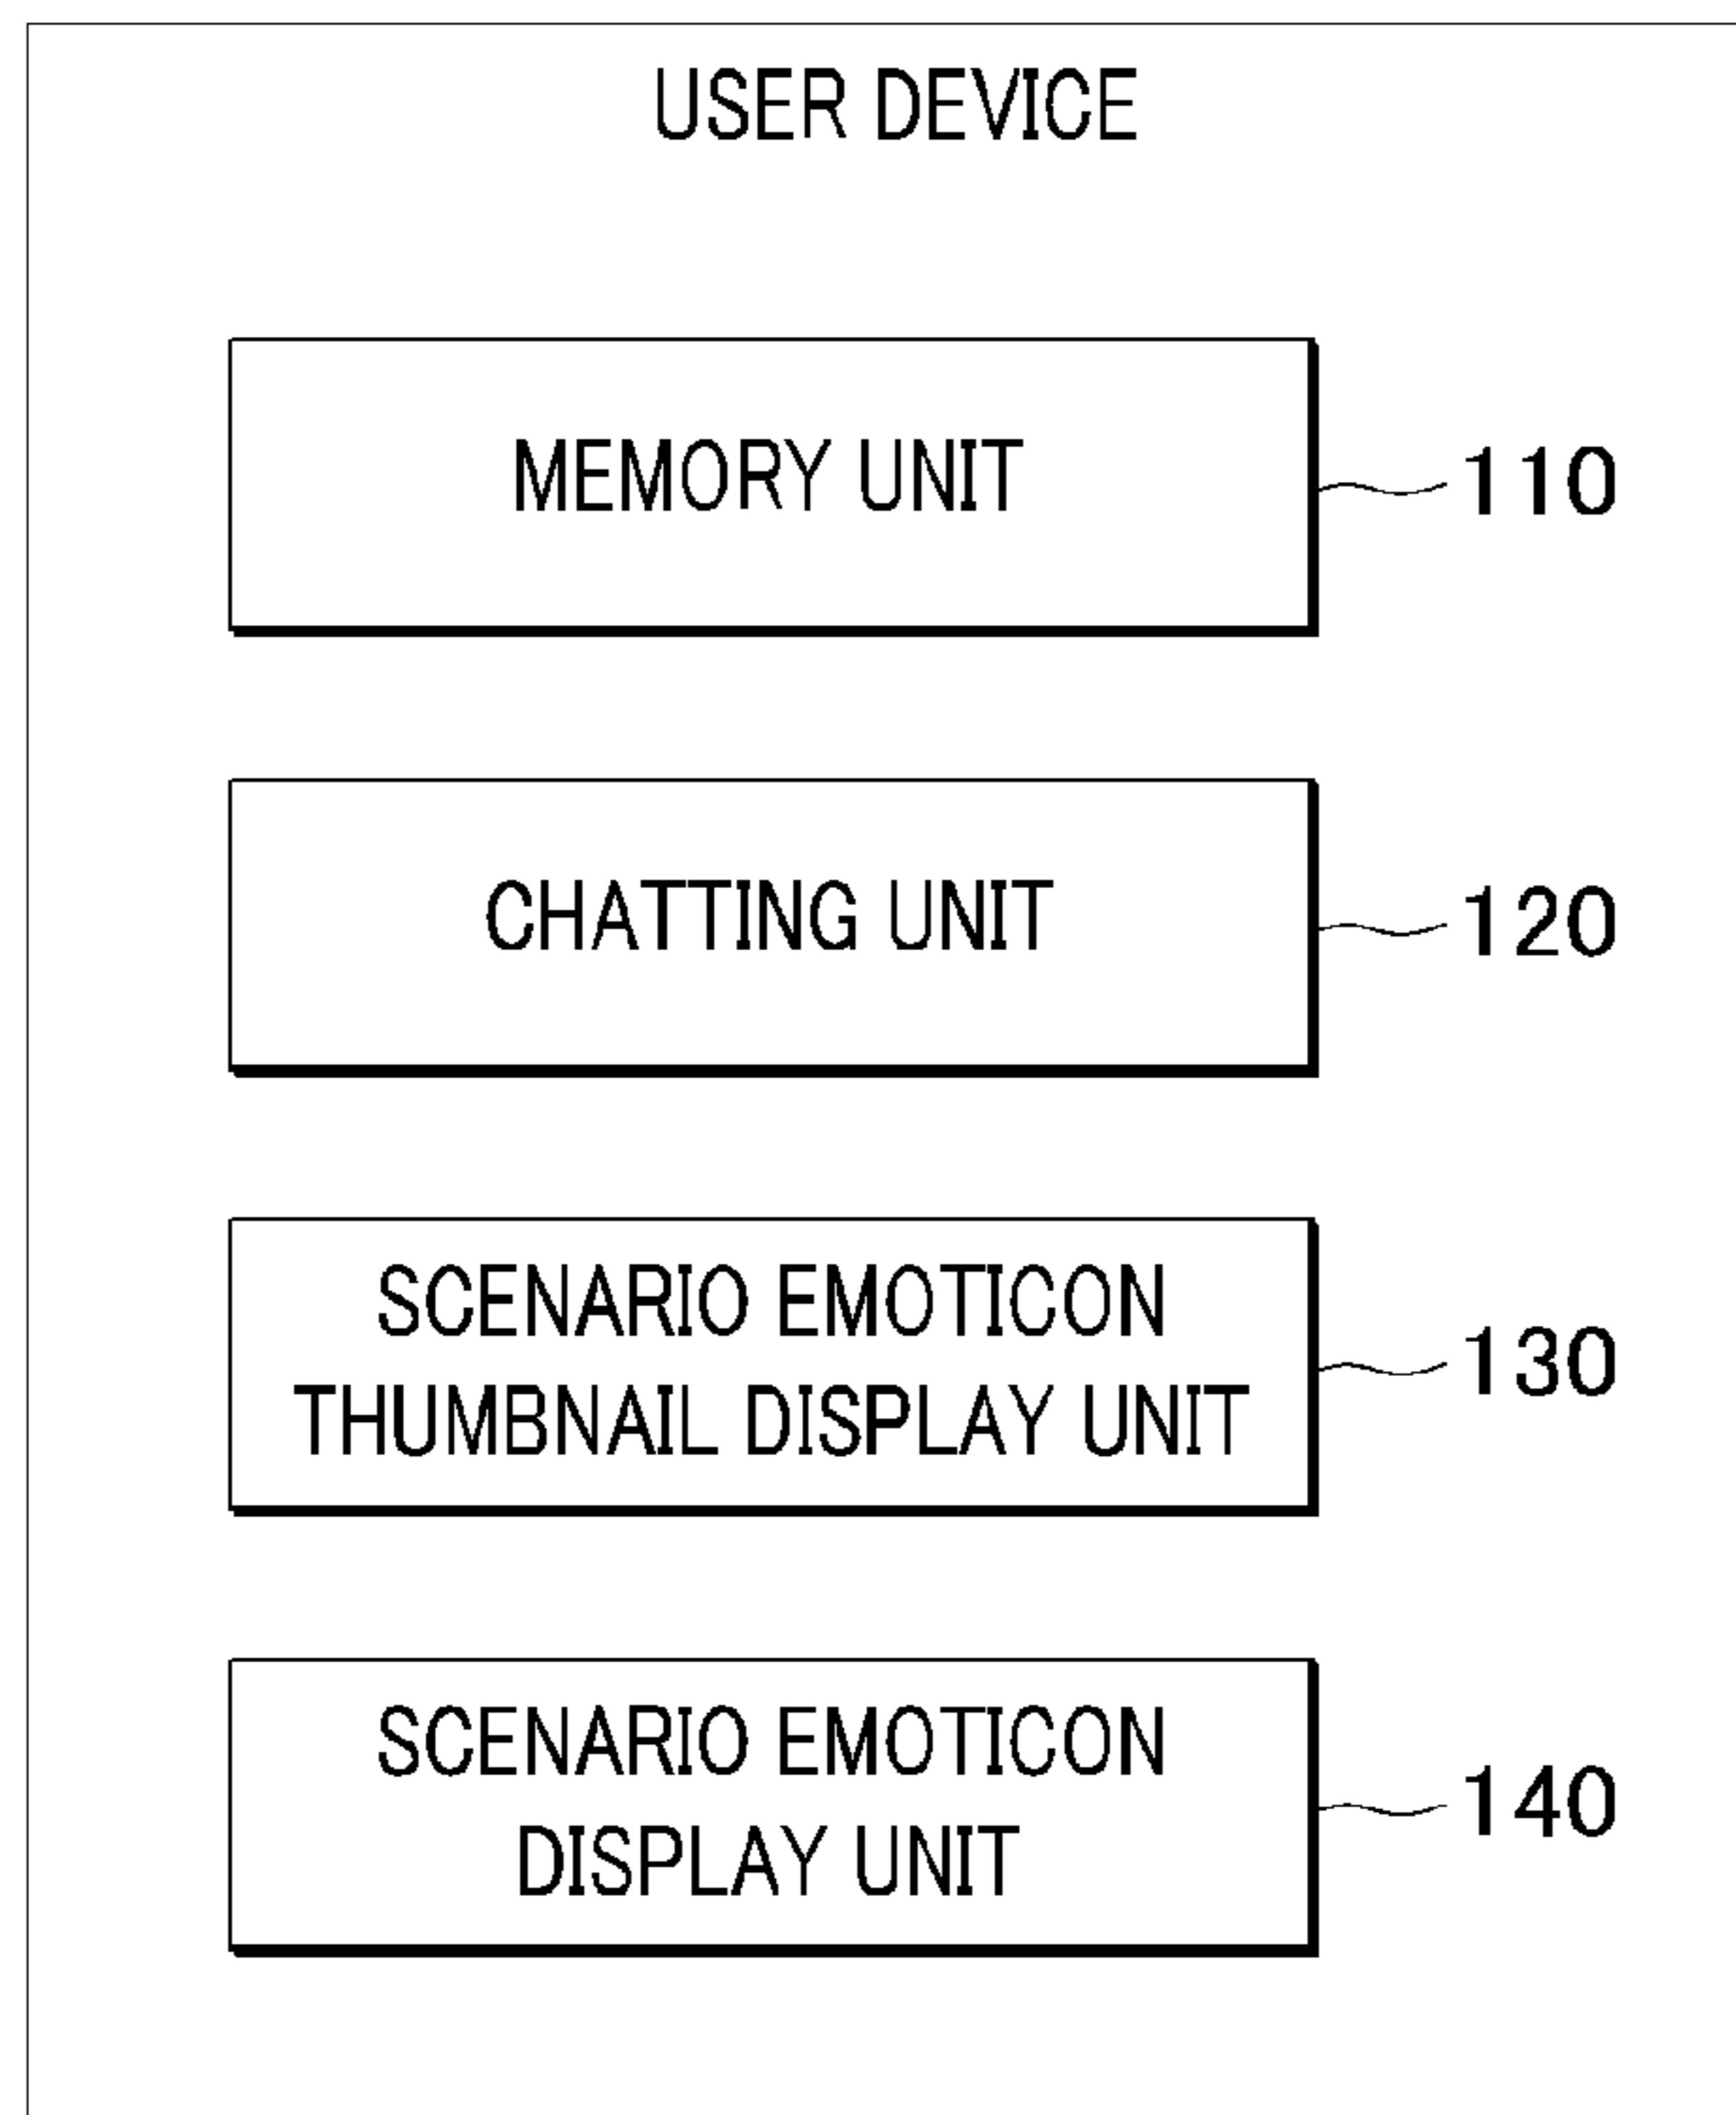 USER DEVICE
MEMORY UNIT
110
CHATTING UNIT
120
SCENARIO EMOTICON
THUMBNAIL DISPLAY UNIT
130
SCENARIO EMOTICON
DISPLAY UNIT
140